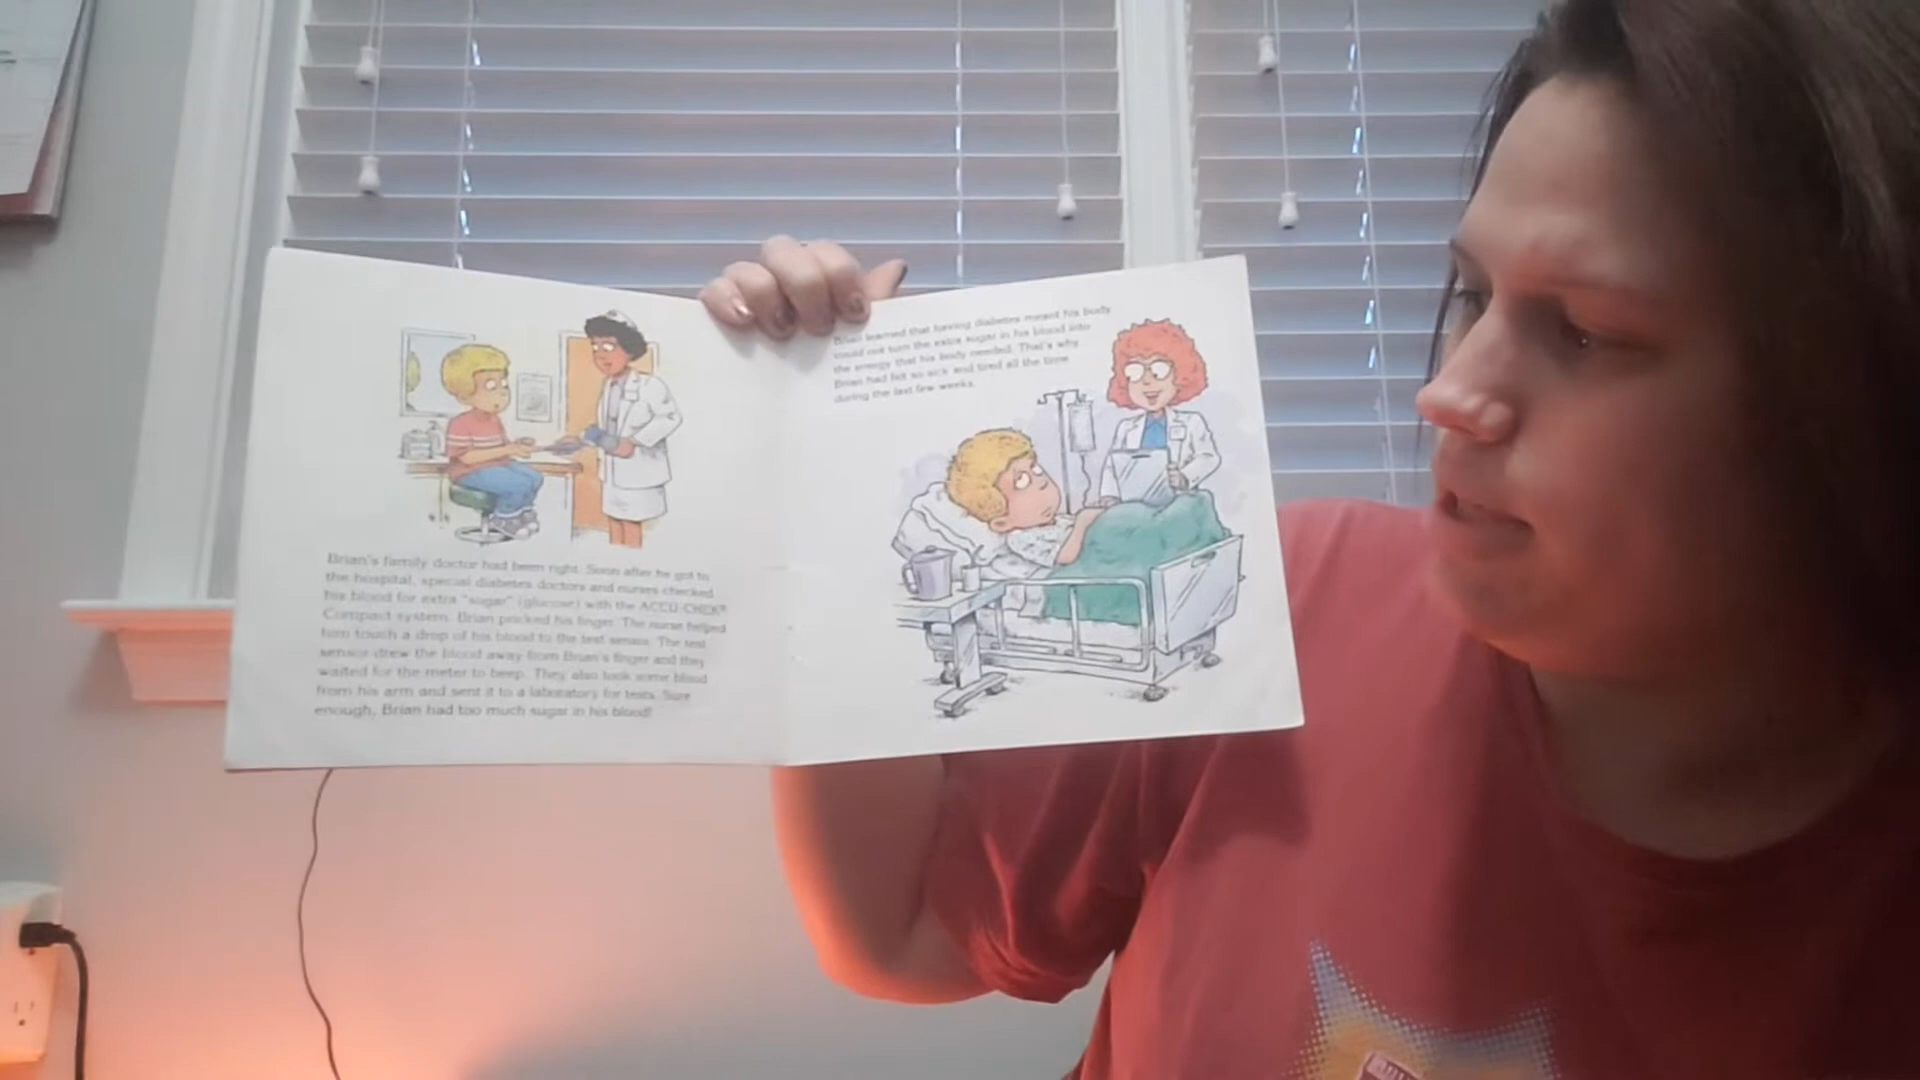 Brian's family doctor had been right. Soon after he got to
the hospital, special diabetes doctors and nurses checked
his blood for extra "sugar" (glucose) with the ACCU-CHEK®
Compact system. Brian pricked his finger. The nurse helped
him touch a drop of his blood to the test sensor. The test
sensor drew the blood away from Brian's finger and they
waited for the meter to beep. They also took some blood
from his arm and sent it to a laboratory for tests. Sure
enough, Brian had too much sugar in his blood!
Brian learned that having diabetes meant his body
could not turn the extra sugar in his blood into
the energy that his body needed. That's why
Brian had felt so sick and tired all the time
during the last few weeks.